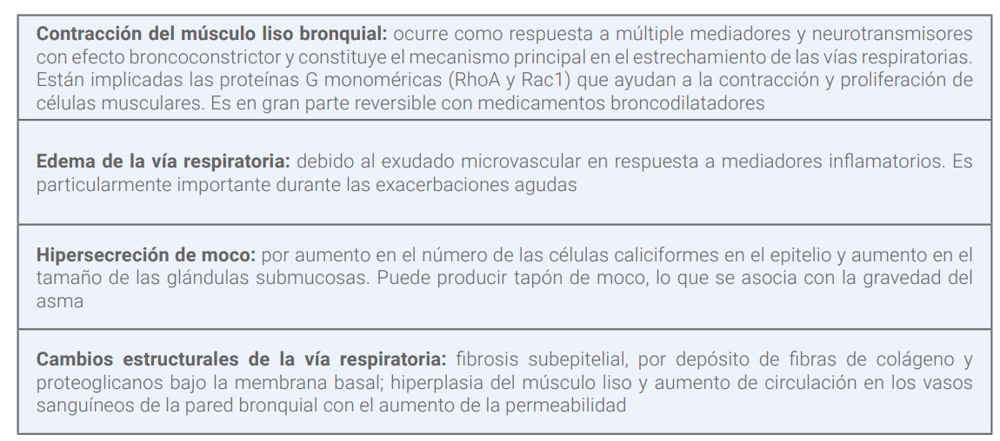 Contracción del músculo liso bronquial: ocurre como respuesta a múltiple mediadores y neurotransmisores
con efecto broncoconstrictor y constituye el mecanismo principal en el estrechamiento de las vías respiratorias.
Están implicadas las proteínas G monoméricas (RhoA y Rac1) que ayudan a la contracción y proliferación de
células musculares. Es en gran parte reversible con medicamentos broncodilatadores
Edema de la vía respiratoria: debido al exudado microvascular en respuesta a mediadores inflamatorios. Es
particularmente importante durante las exacerbaciones agudas
Hipersecreción de moco: por aumento en el número de las células caliciformes en el epitelio y aumento en el
tamaño de las glándulas submucosas. Puede producir tapón de moco, lo que se asocia con la gravedad del
asma
Cambios estructurales de la vía respiratoria: fibrosis subepitelial, por depósito de fibras de colágeno y
proteoglicanos bajo la membrana basal; hiperplasia del músculo liso y aumento de circulación en los vasos
sanguíneos de la pared bronquial con el aumento de la permeabilidad